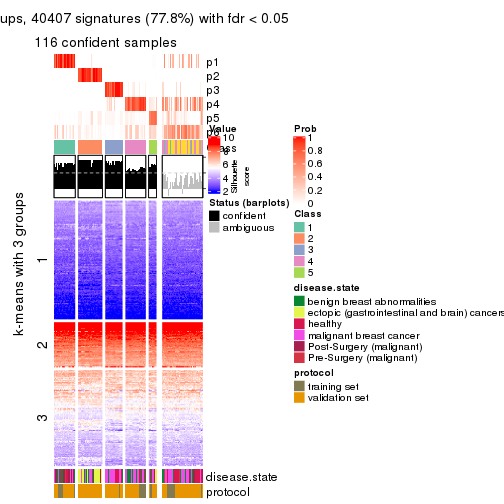 ups, 40407 signatures (77.8%) with fdr < 0.05
116 confident samples
p1
p2
p3
p4
p5
p6
Class
k-means with 3 groups
1
2
3
Silhouette
score
disease.state
protocol
Value
10
8
6
4
2
Status (barplots)
confident
ambiguous
Prob
1
0.8
0.6
0.4
0.2
0
Class
1
2
3
4
5
disease.state
benign breast abnormalities
ectopic (gastrointestinal and brain) cancers
healthy
malignant breast cancer
Post-Surgery (malignant)
Pre-Surgery (malignant)
protocol
training set
validation set